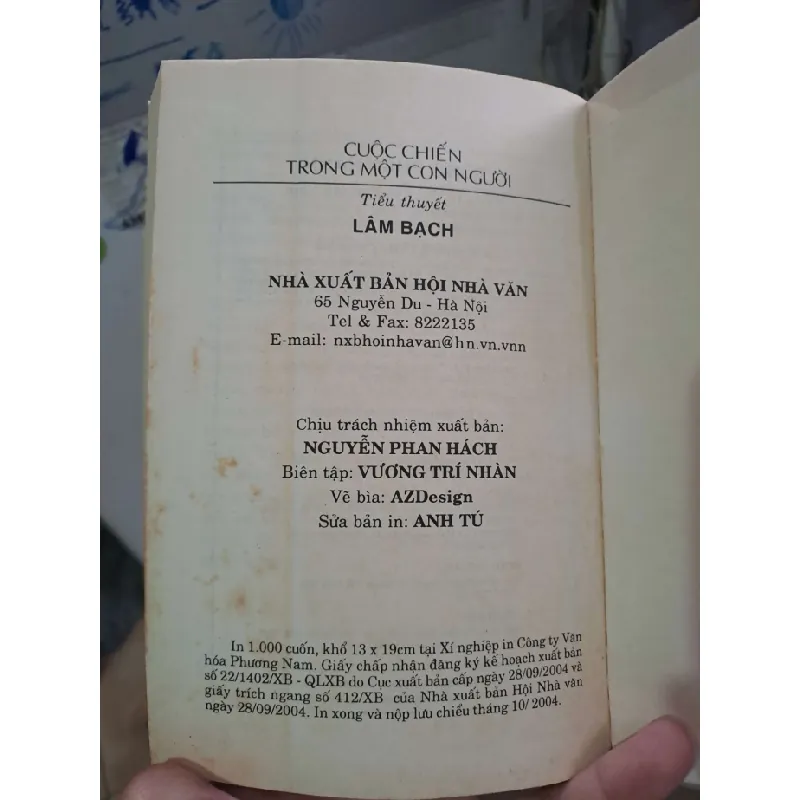 CUỘC CHIẾN
TRONG MỘT CON NGƯỜI
Tiểu thuyết
LÂM BẠCH
NHÀ XUẤT BẢN HỘI NHÀ VĂN
65 Nguyễn Du - Hà Nội
Tel & Fax: 8222135
E-mail: nxbhoinhavan@hn.vn.vnn
Chịu trách nhiệm xuất bản:
NGUYỄN PHAN HÁCH
Biên tập: VƯƠNG TRÍ NHÀN
Vẽ bìa: AZDesign
Sửa bản in: ANH TÚ
In 1.000 cuốn, khổ 13 x 19cm tại Xí nghiệp in Công ty Văn
hóa Phương Nam. Giấy chấp nhận đăng ký kế hoạch xuất bản
số 22/1402/XB - QLXB do Cục xuất bản cấp ngày 28/09/2004 và
giấy trích ngang số 412/XB của Nhà xuất bản Hội Nhà văn
ngày 28/09/2004. In xong và nộp lưu chiểu tháng 10/2004.